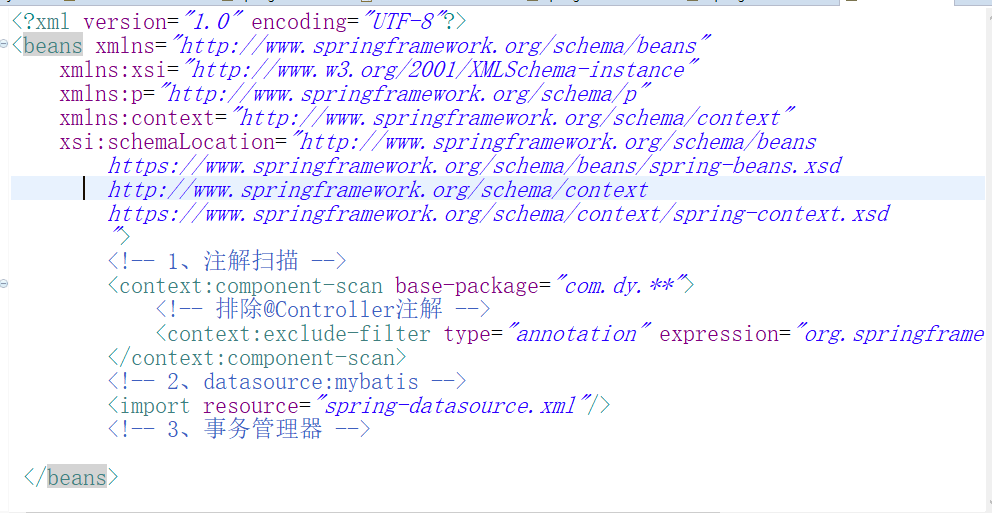 <?xml version="1.0" encoding="UTF-8"?>
<beans xmlns="http://www.springframework.org/schema/beans"
xmlns:xsi="http://www.w3.org/2001/XMLSchema-instance"
xmlns:p="http://www.springframework.org/schema/p"
xmlns:context="http://www.springframework.org/schema/context"
xsi:schemaLocation="http://www.springframework.org/schema/beans
https://www.springframework.org/schema/beans/spring-beans.xsd
http://www.springframework.org/schema/context
https://www.springframework.org/schema/context/spring-context.xsd
">
<!-- 1、注解扫描 -->
<context:component-scan base-package="com.dy.**">
<!-- 排除@Controller注解 -->
<context:exclude-filter type="annotation" expression="org.springframe
</context:component-scan>
<!-- 2、datasource:mybatis -->
<import resource="spring-datasource.xml"/>
<!-- 3、事务管理器 -->
</beans>